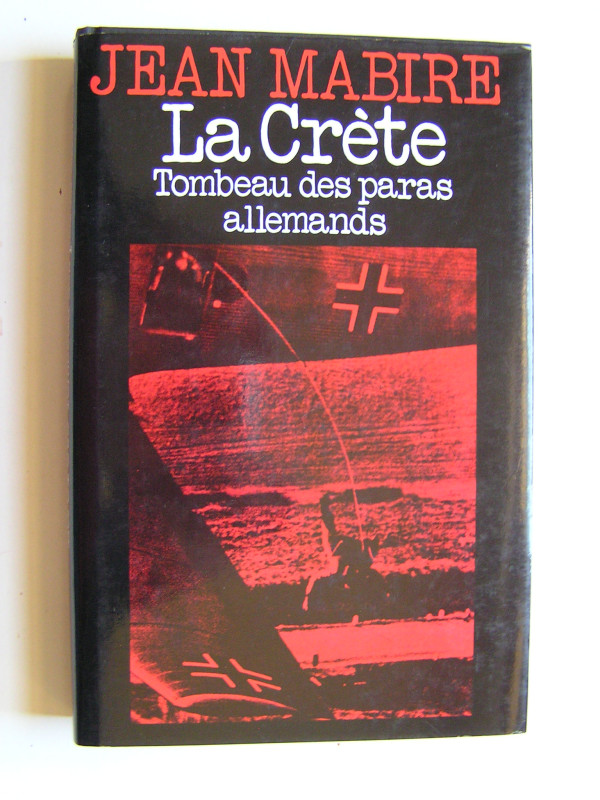 JEAN MABIRE
La Crète
Tombeau des paras
allemands